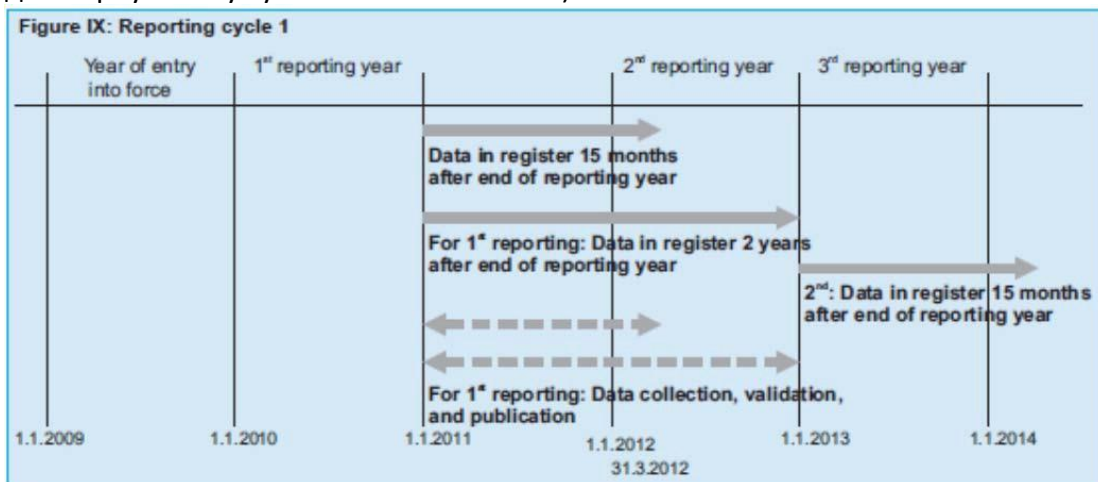 Figure IX: Reporting cycle 1
Year of entry
into force
1st reporting year
2nd reporting year
3rd reporting year
Data in register 15 months
after end of reporting year
For 1st reporting: Data in register 2 years
after end of reporting year
2nd: Data in register 15 months
after end of reporting year
For 1st reporting: Data collection, validation,
and publication
1.1.2009
1.1.2010
1.1.2011
1.1.2012
31.3.2012
1.1.2013
1.1.2014